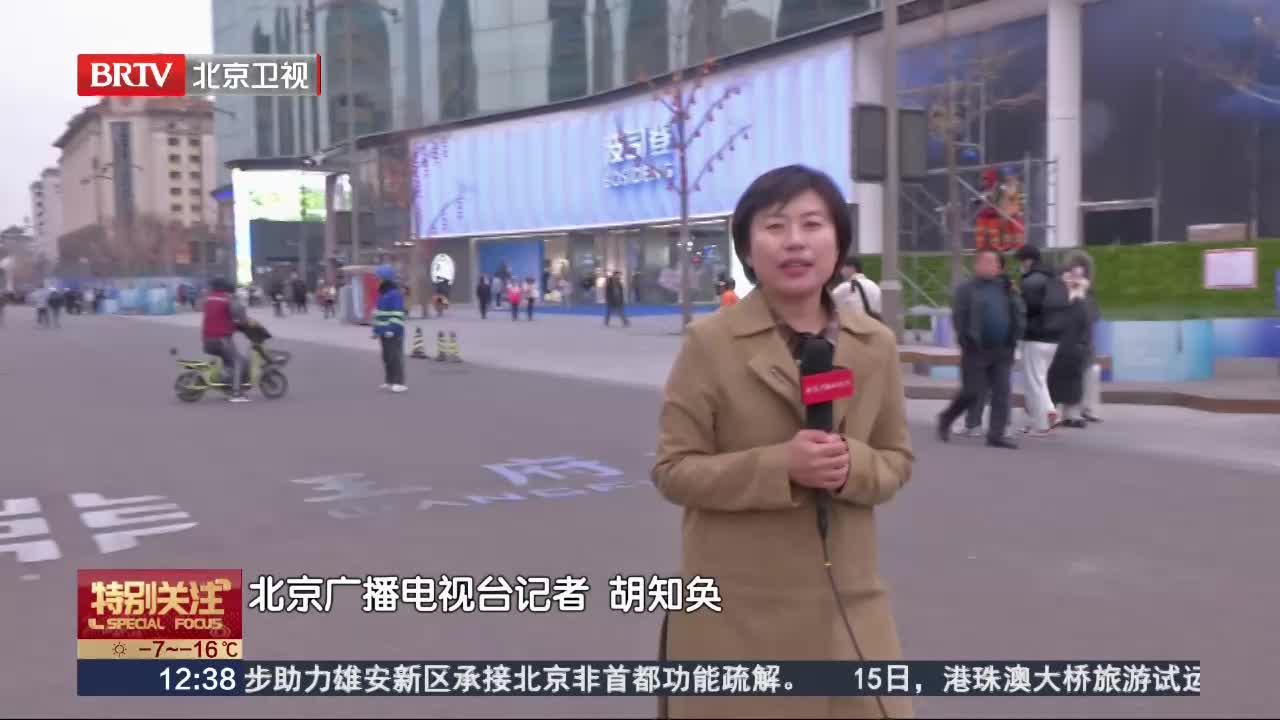 BRTV 北京卫视
波司登
BOSIDENG
王府
特别关注
SPECIAL FOCUS
北京广播电视台记者 胡知奂
-7~-16℃
12:38
步助力雄安新区承接北京非首都功能疏解。 15日，港珠澳大桥旅游试运